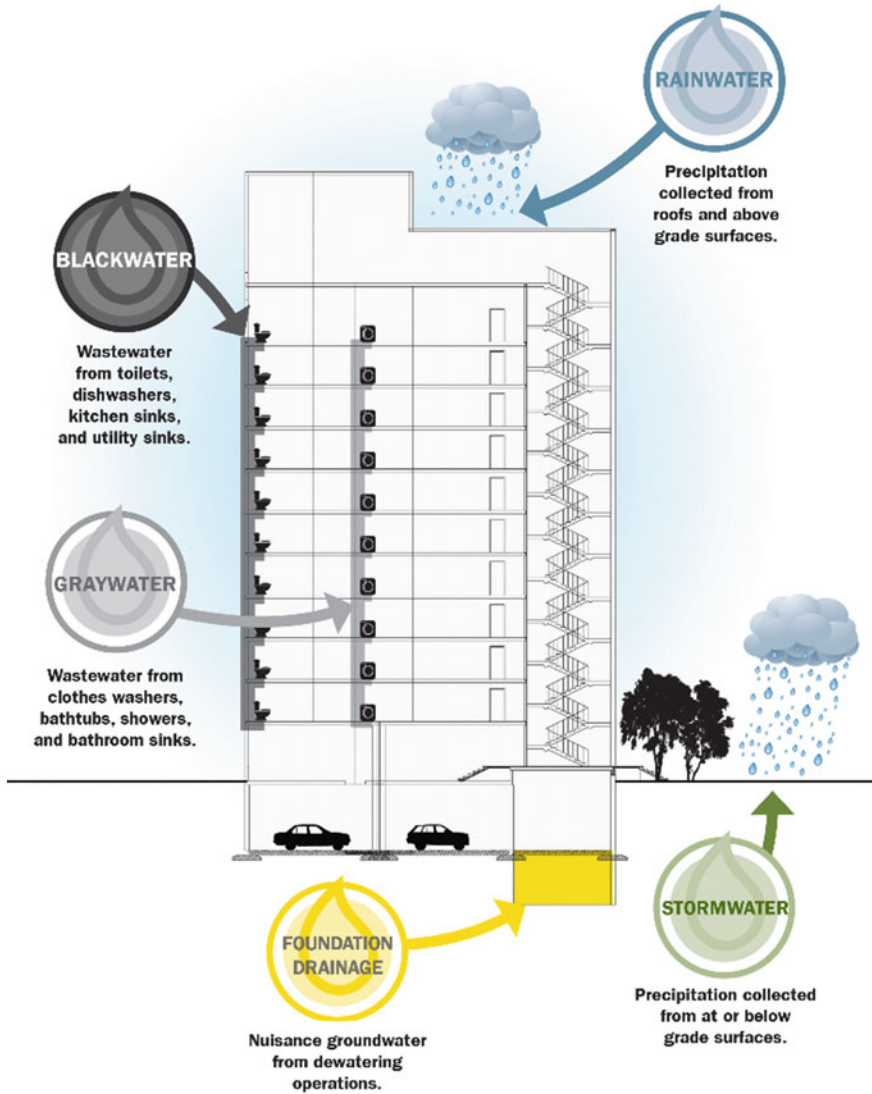 RAINWATER
Precipitation
collected from
roofs and above
grade surfaces.
BLACKWATER
Wastewater
from toilets,
dishwashers,
kitchen sinks,
and utility sinks.
GRAYWATER
Wastewater from
clothes washers,
bathtubs, showers,
and bathroom sinks.
STORMWATER
Precipitation collected
from at or below
grade surfaces.
FOUNDATION
DRAINAGE
Nuisance groundwater
from dewatering
operations.